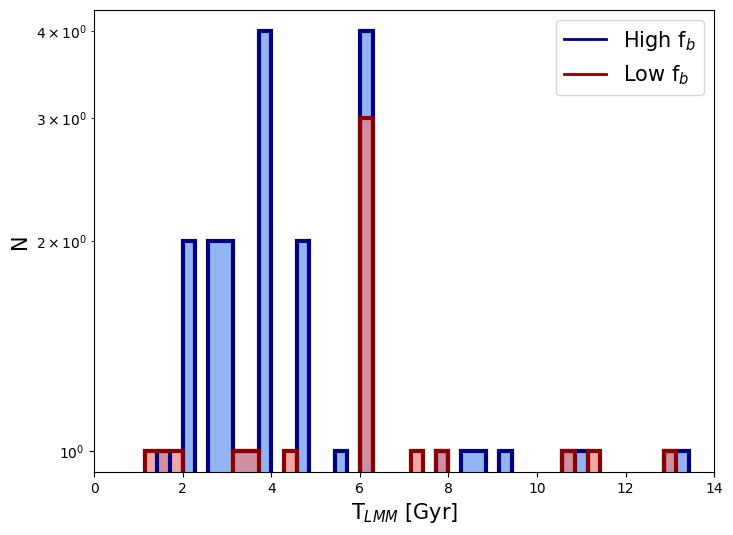 High f_b
Low f_b
4 × 10⁰
3 × 10⁰
2 × 10⁰
10⁰
N
0 2 4 6 8 10 12 14
T_LMM [Gyr]